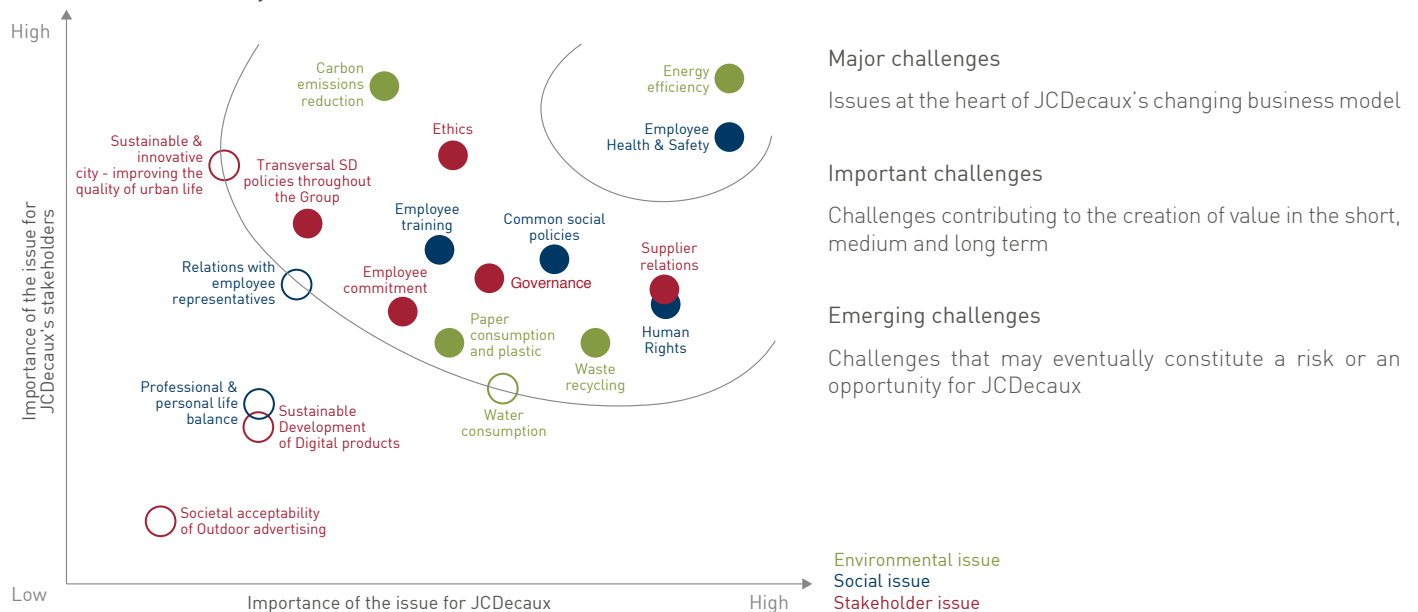 High
Carbon
emissions
reduction
Energy
efficiency
Employee
Health & Safety
Ethics
Sustainable &
innovative
city - improving the
quality of urban life
Transversal SD
policies throughout
the Group
Employee
training
Common social
policies
Supplier
relations
Relations with
employee
representatives
Employee
commitment
Governance
Paper
consumption
and plastic
Human
Rights
Waste
recycling
Professional &
personal life
balance
Sustainable
Development
of Digital products
Water
consumption
Societal acceptability
of Outdoor advertising
Importance of the issue for
JCDecaux's stakeholders
Low
Importance of the issue for JCDecaux
High
Major challenges
Issues at the heart of JCDecaux's changing business model
Important challenges
Challenges contributing to the creation of value in the short,
medium and long term
Emerging challenges
Challenges that may eventually constitute a risk or an
opportunity for JCDecaux
Environmental issue
Social issue
Stakeholder issue